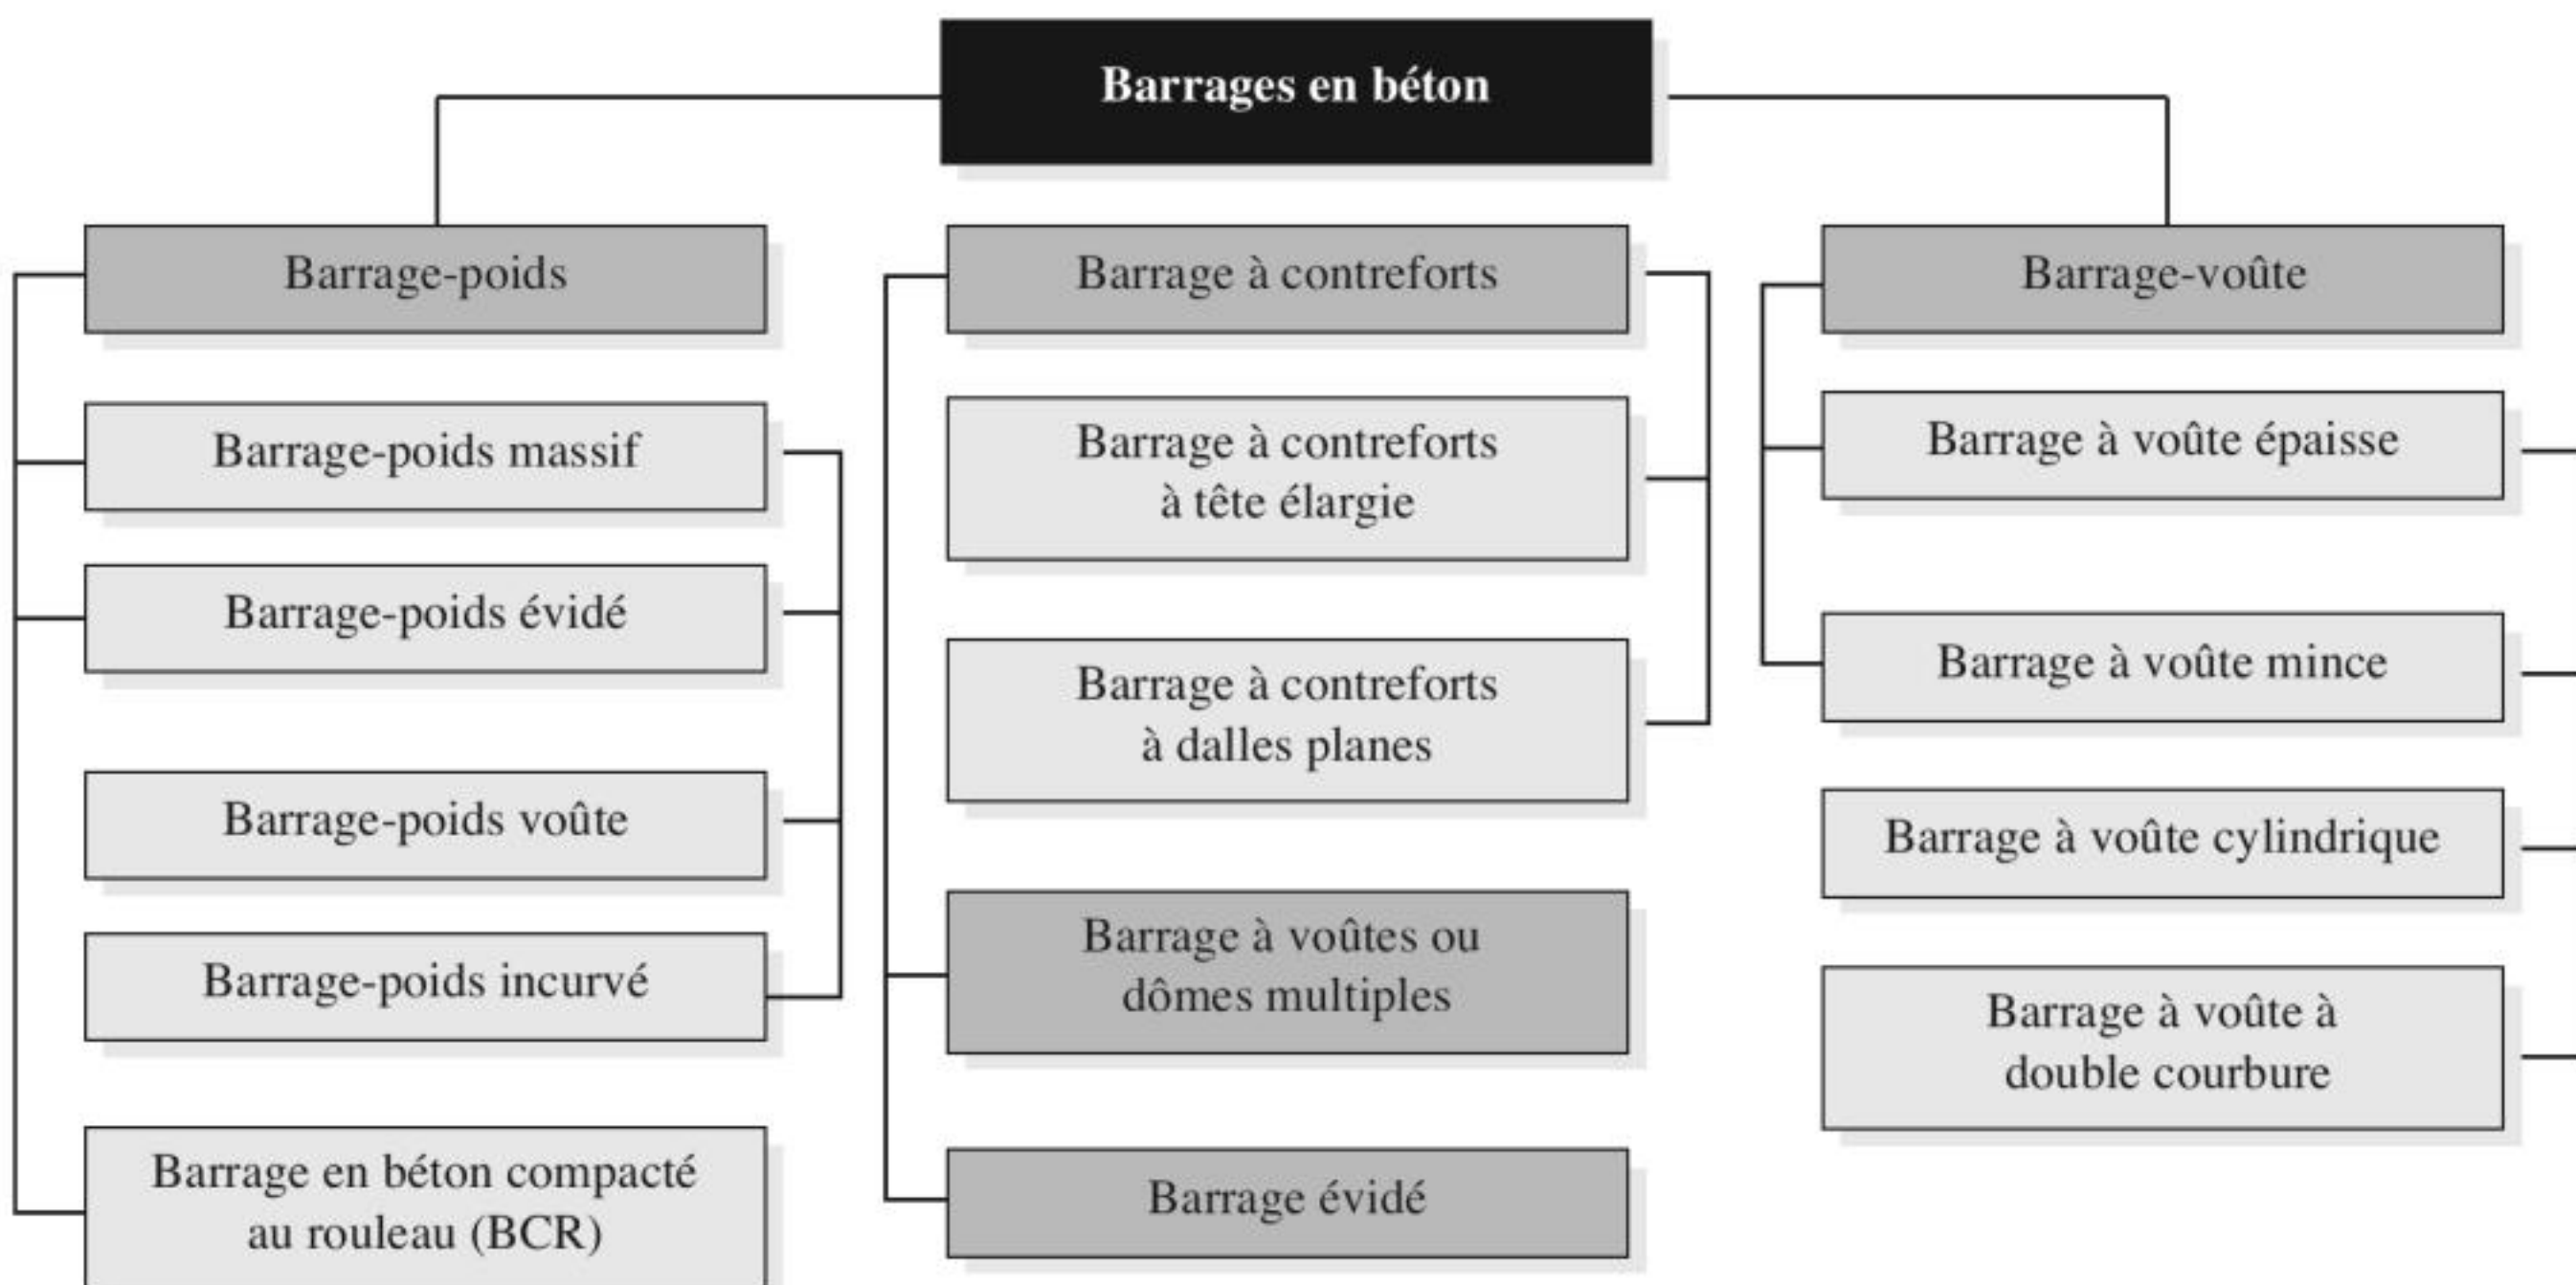 Barrages en béton
Barrage-poids
Barrage-poids massif
Barrage-poids évidé
Barrage-poids voûte
Barrage-poids incurvé
Barrage en béton compacté
au rouleau (BCR)
Barrage à contreforts
Barrage à contreforts
à tête élargie
Barrage à contreforts
à dalles planes
Barrage à voûtes ou
dômes multiples
Barrage évidé
Barrage-voûte
Barrage à voûte épaisse
Barrage à voûte mince
Barrage à voûte cylindrique
Barrage à voûte à
double courbure